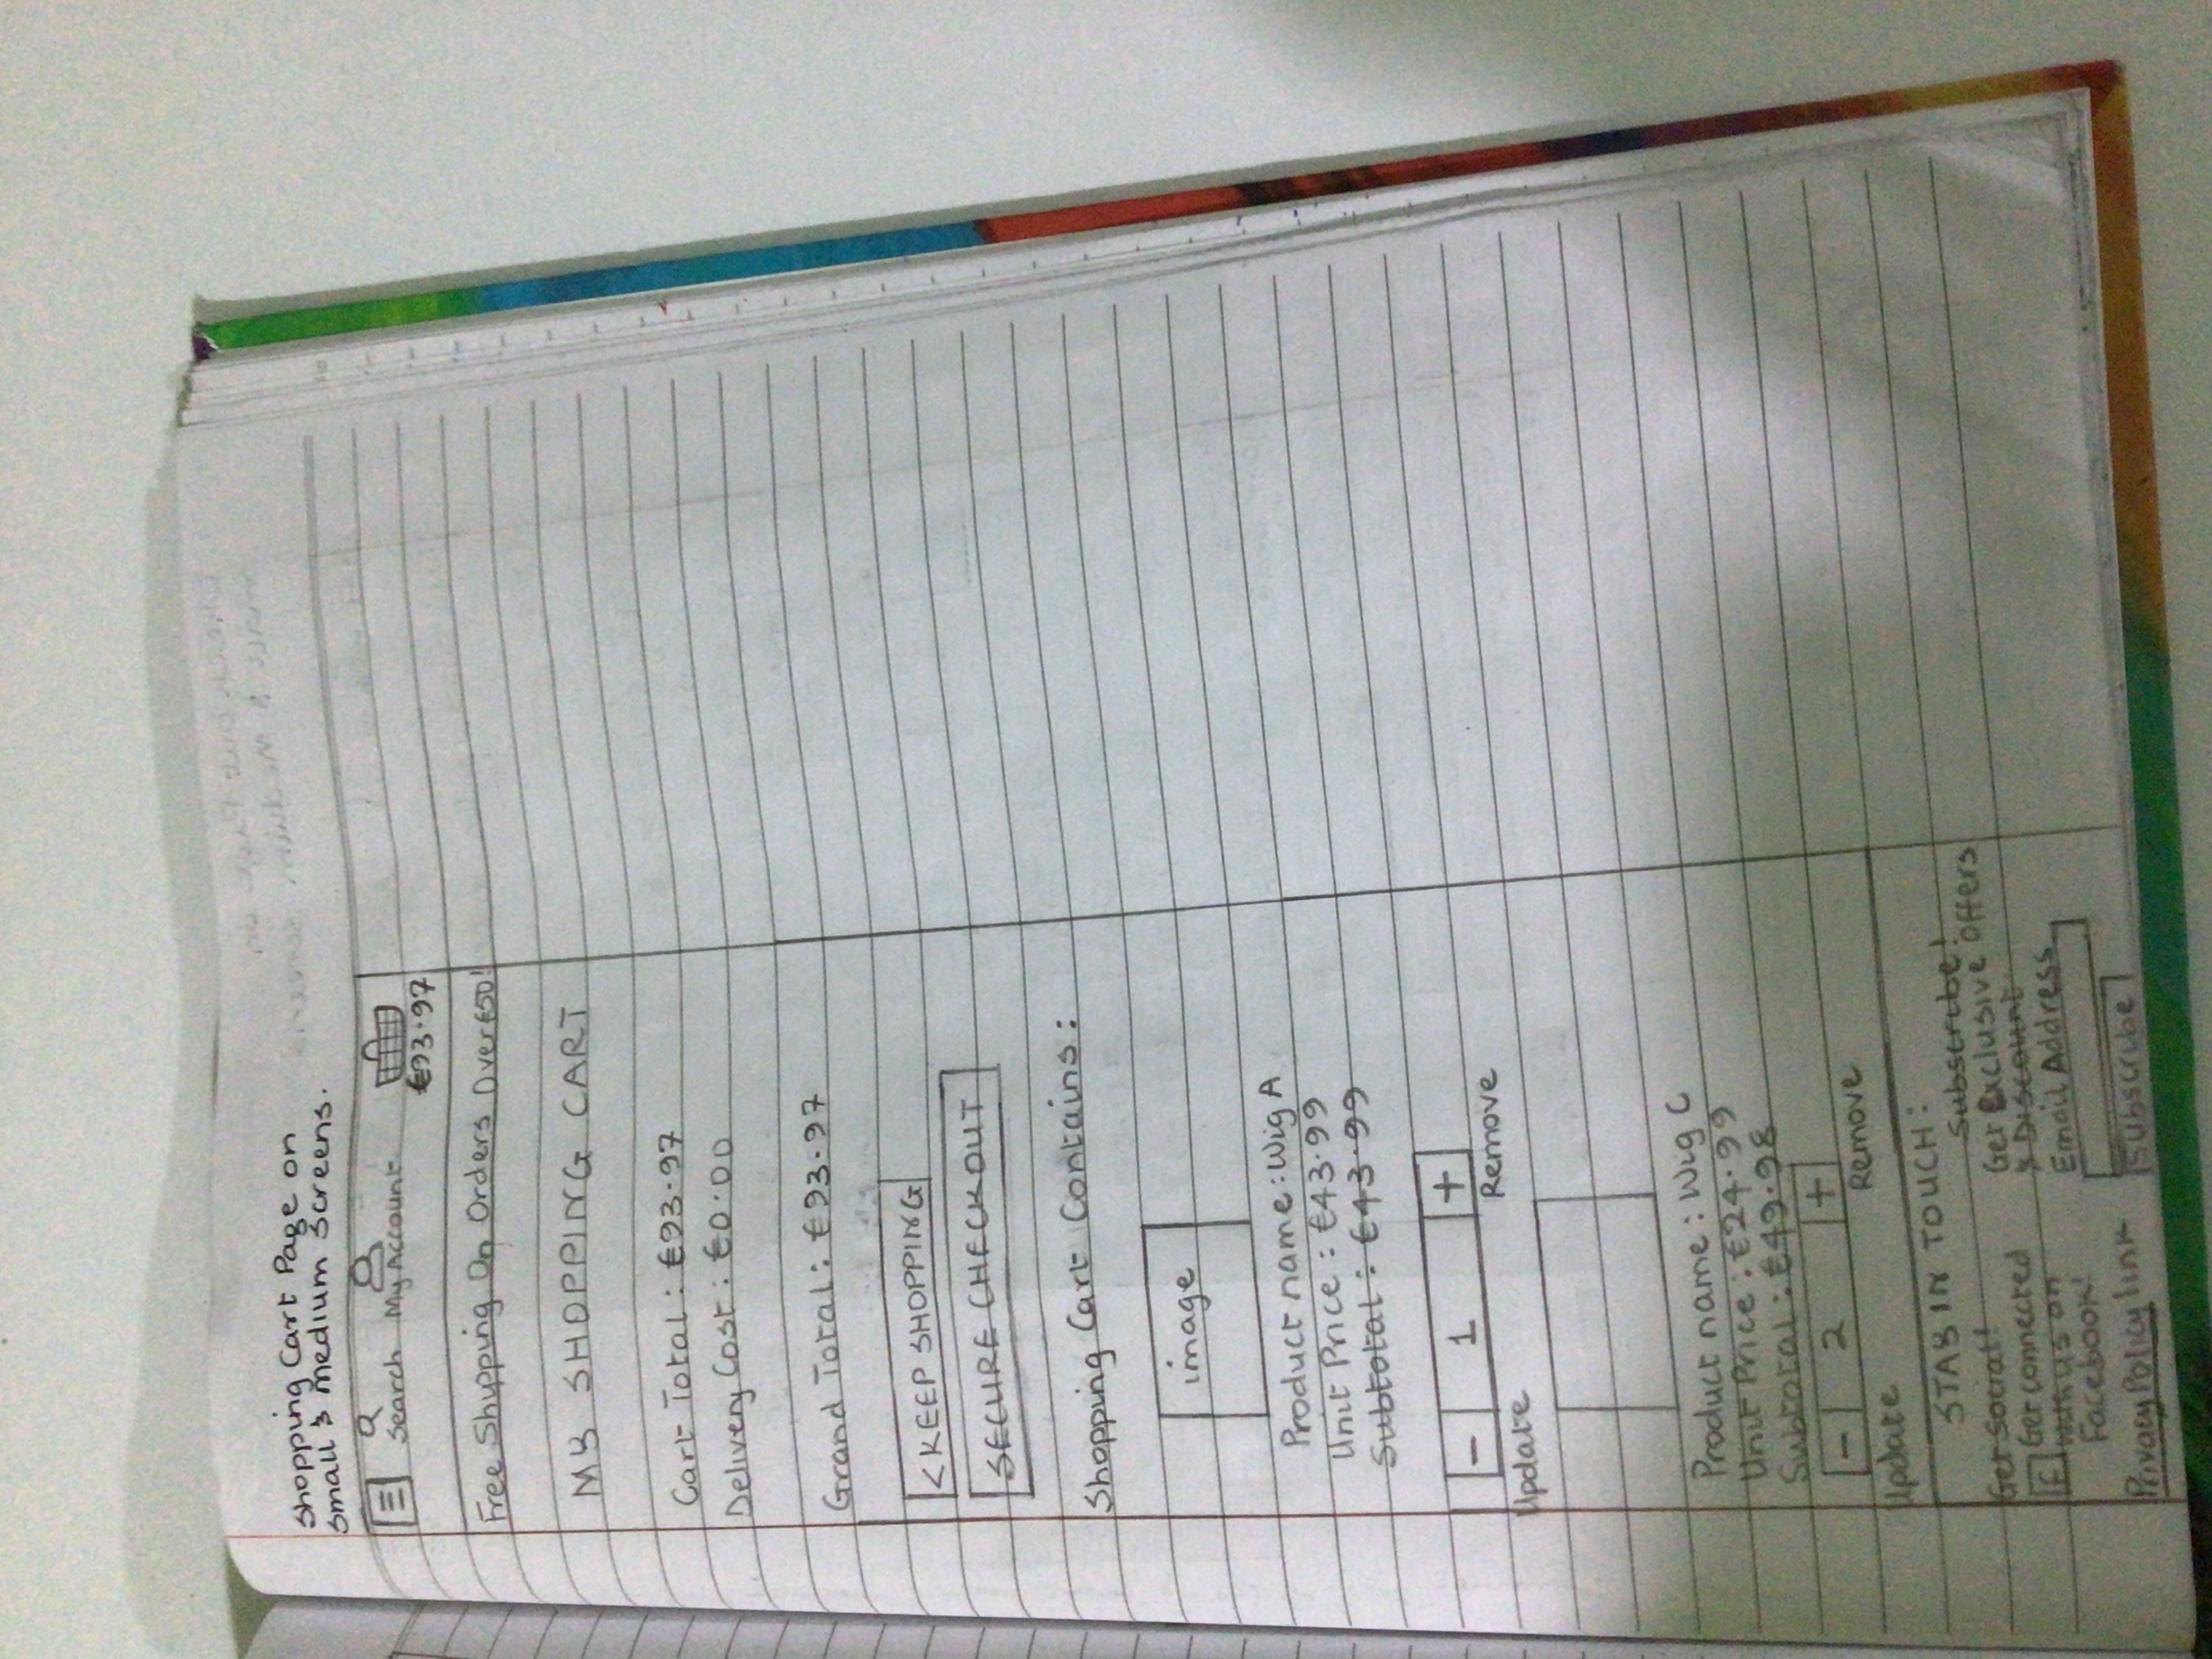 Shopping Cart Page on
Small & Medium Screens.
Search My Account
€93.97
Free Shipping On Orders Over €50!
MY SHOPPING CART
Cart Total: €93.97
Delivery Cost: €0.00
Grand Total: €93.97
< KEEP SHOPPING
SECURE CHECKOUT
Shopping Cart Contains:
image
Product name: Wig A
Unit Price: €43.99
Subtotal: €43.99
- 1 +
Update Remove
Product name: Wig C
Unit Price: €24.99
Subtotal: €49.98
- 2 +
Update Remove
STAY IN TOUCH:
Get Social!
F Get connected
with us on
Facebook!
Privacy Policy link
Subscribe!
Get Exclusive Offers
& Discount
Email Address
Subscribe